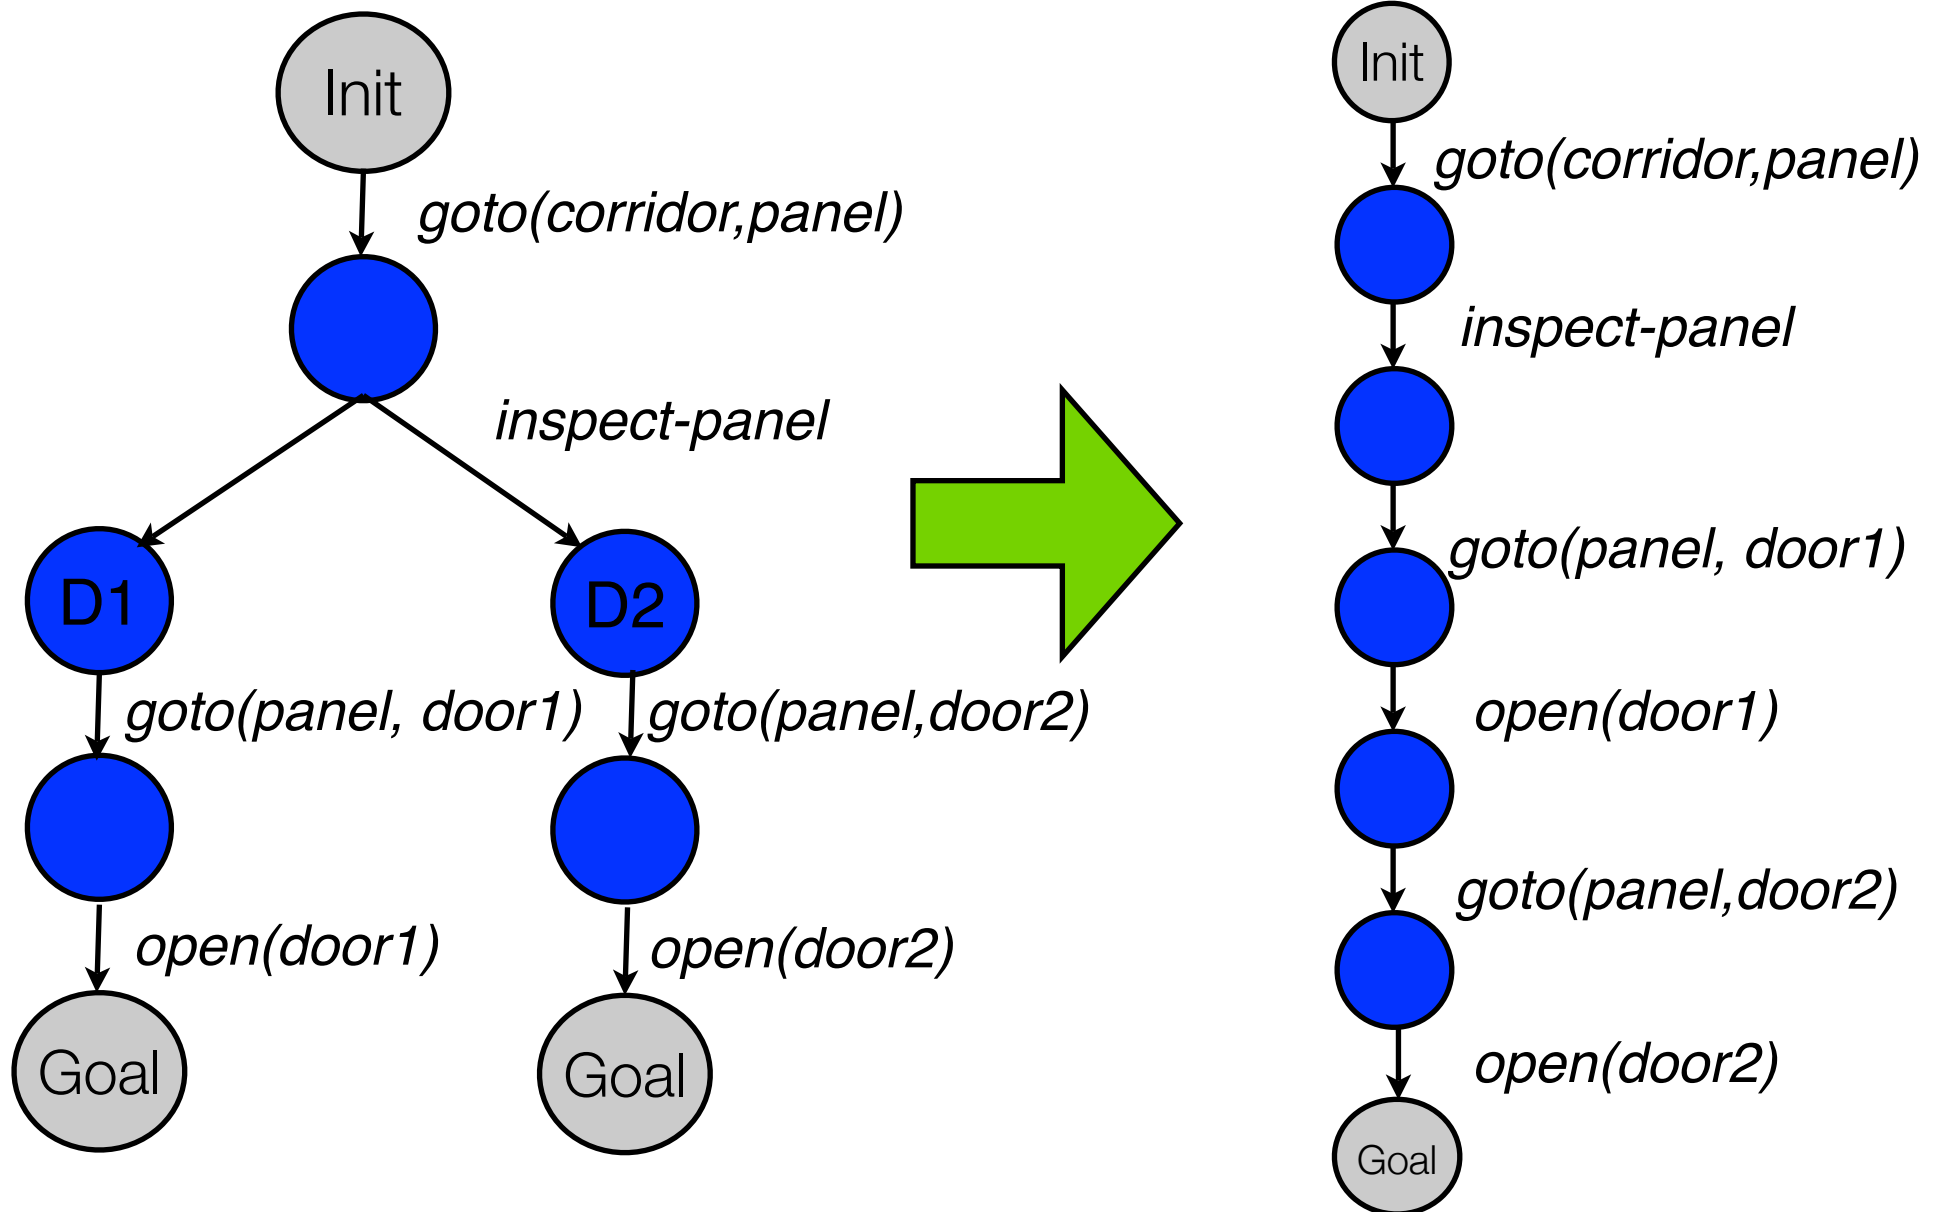 Init
goto(corridor,panel)
inspect-panel
D1
D2
goto(panel, door1)
goto(panel,door2)
open(door1)
open(door2)
Goal
Goal
Init
goto(corridor,panel)
inspect-panel
goto(panel, door1)
open(door1)
goto(panel,door2)
open(door2)
Goal